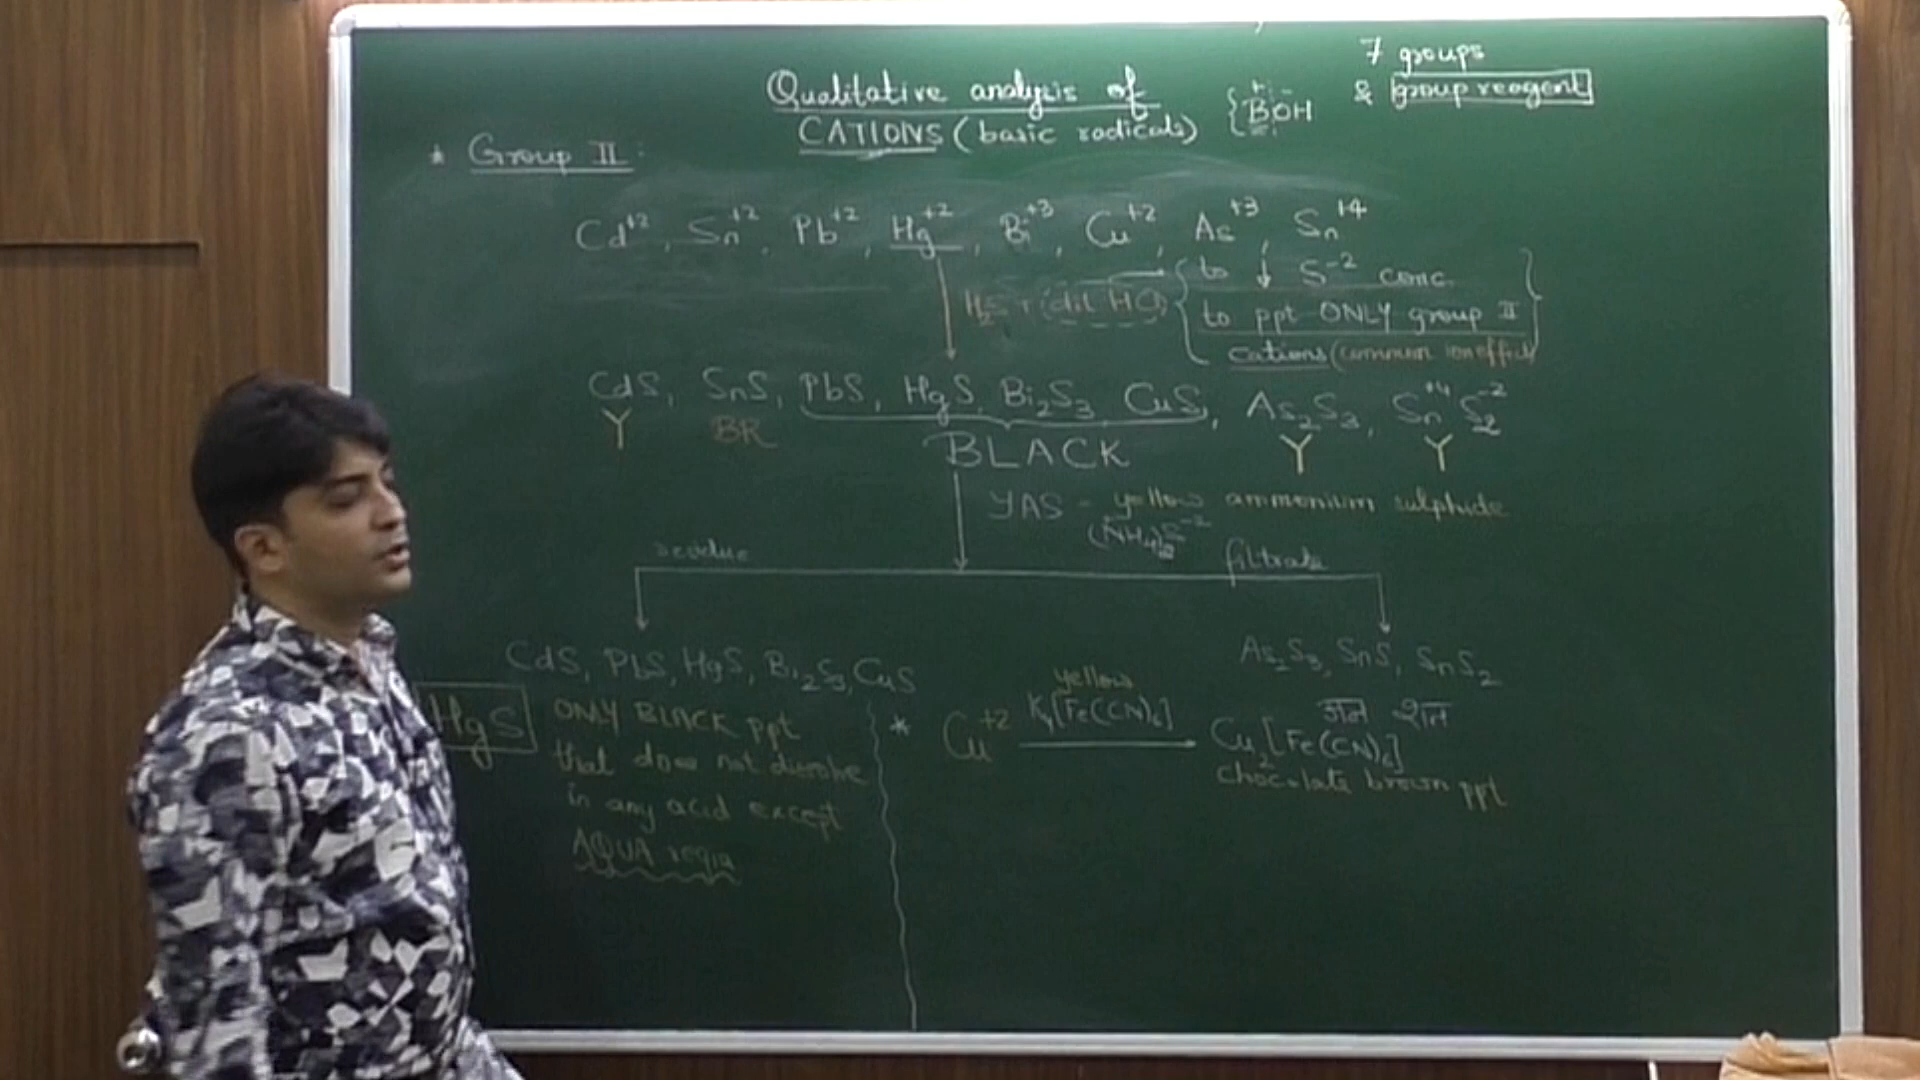 7 groups
& group reagent
Qualitative analysis of
CATIONS (basic radicals) { B⁺OH⁻
* Group II :
Cd⁺², Sn⁺², Pb⁺², Hg⁺², Bi⁺³, Cu⁺², As⁺³, Sn⁺⁴
H₂S + (dil HCl)
{ to ↓ S⁻² conc.
to ppt ONLY group II
cations (common ion effect) }
CdS, SnS, PbS, HgS, Bi₂S₃, CuS, As₂S₃, Sn⁺⁴S₂⁻²
Y BR BLACK Y Y
YAS - yellow ammonium sulphide
(NH₄)₂S⁻²
residue filtrate
CdS, PbS, HgS, Bi₂S₃, CuS
As₂S₃, SnS, SnS₂
HgS ONLY BLACK ppt
that does not dissolve
in any acid except
AQUA regia
yellow
* Cu⁺² K₄[Fe(CN)₆] Cu₂[Fe(CN)₆]
chocolate brown ppt